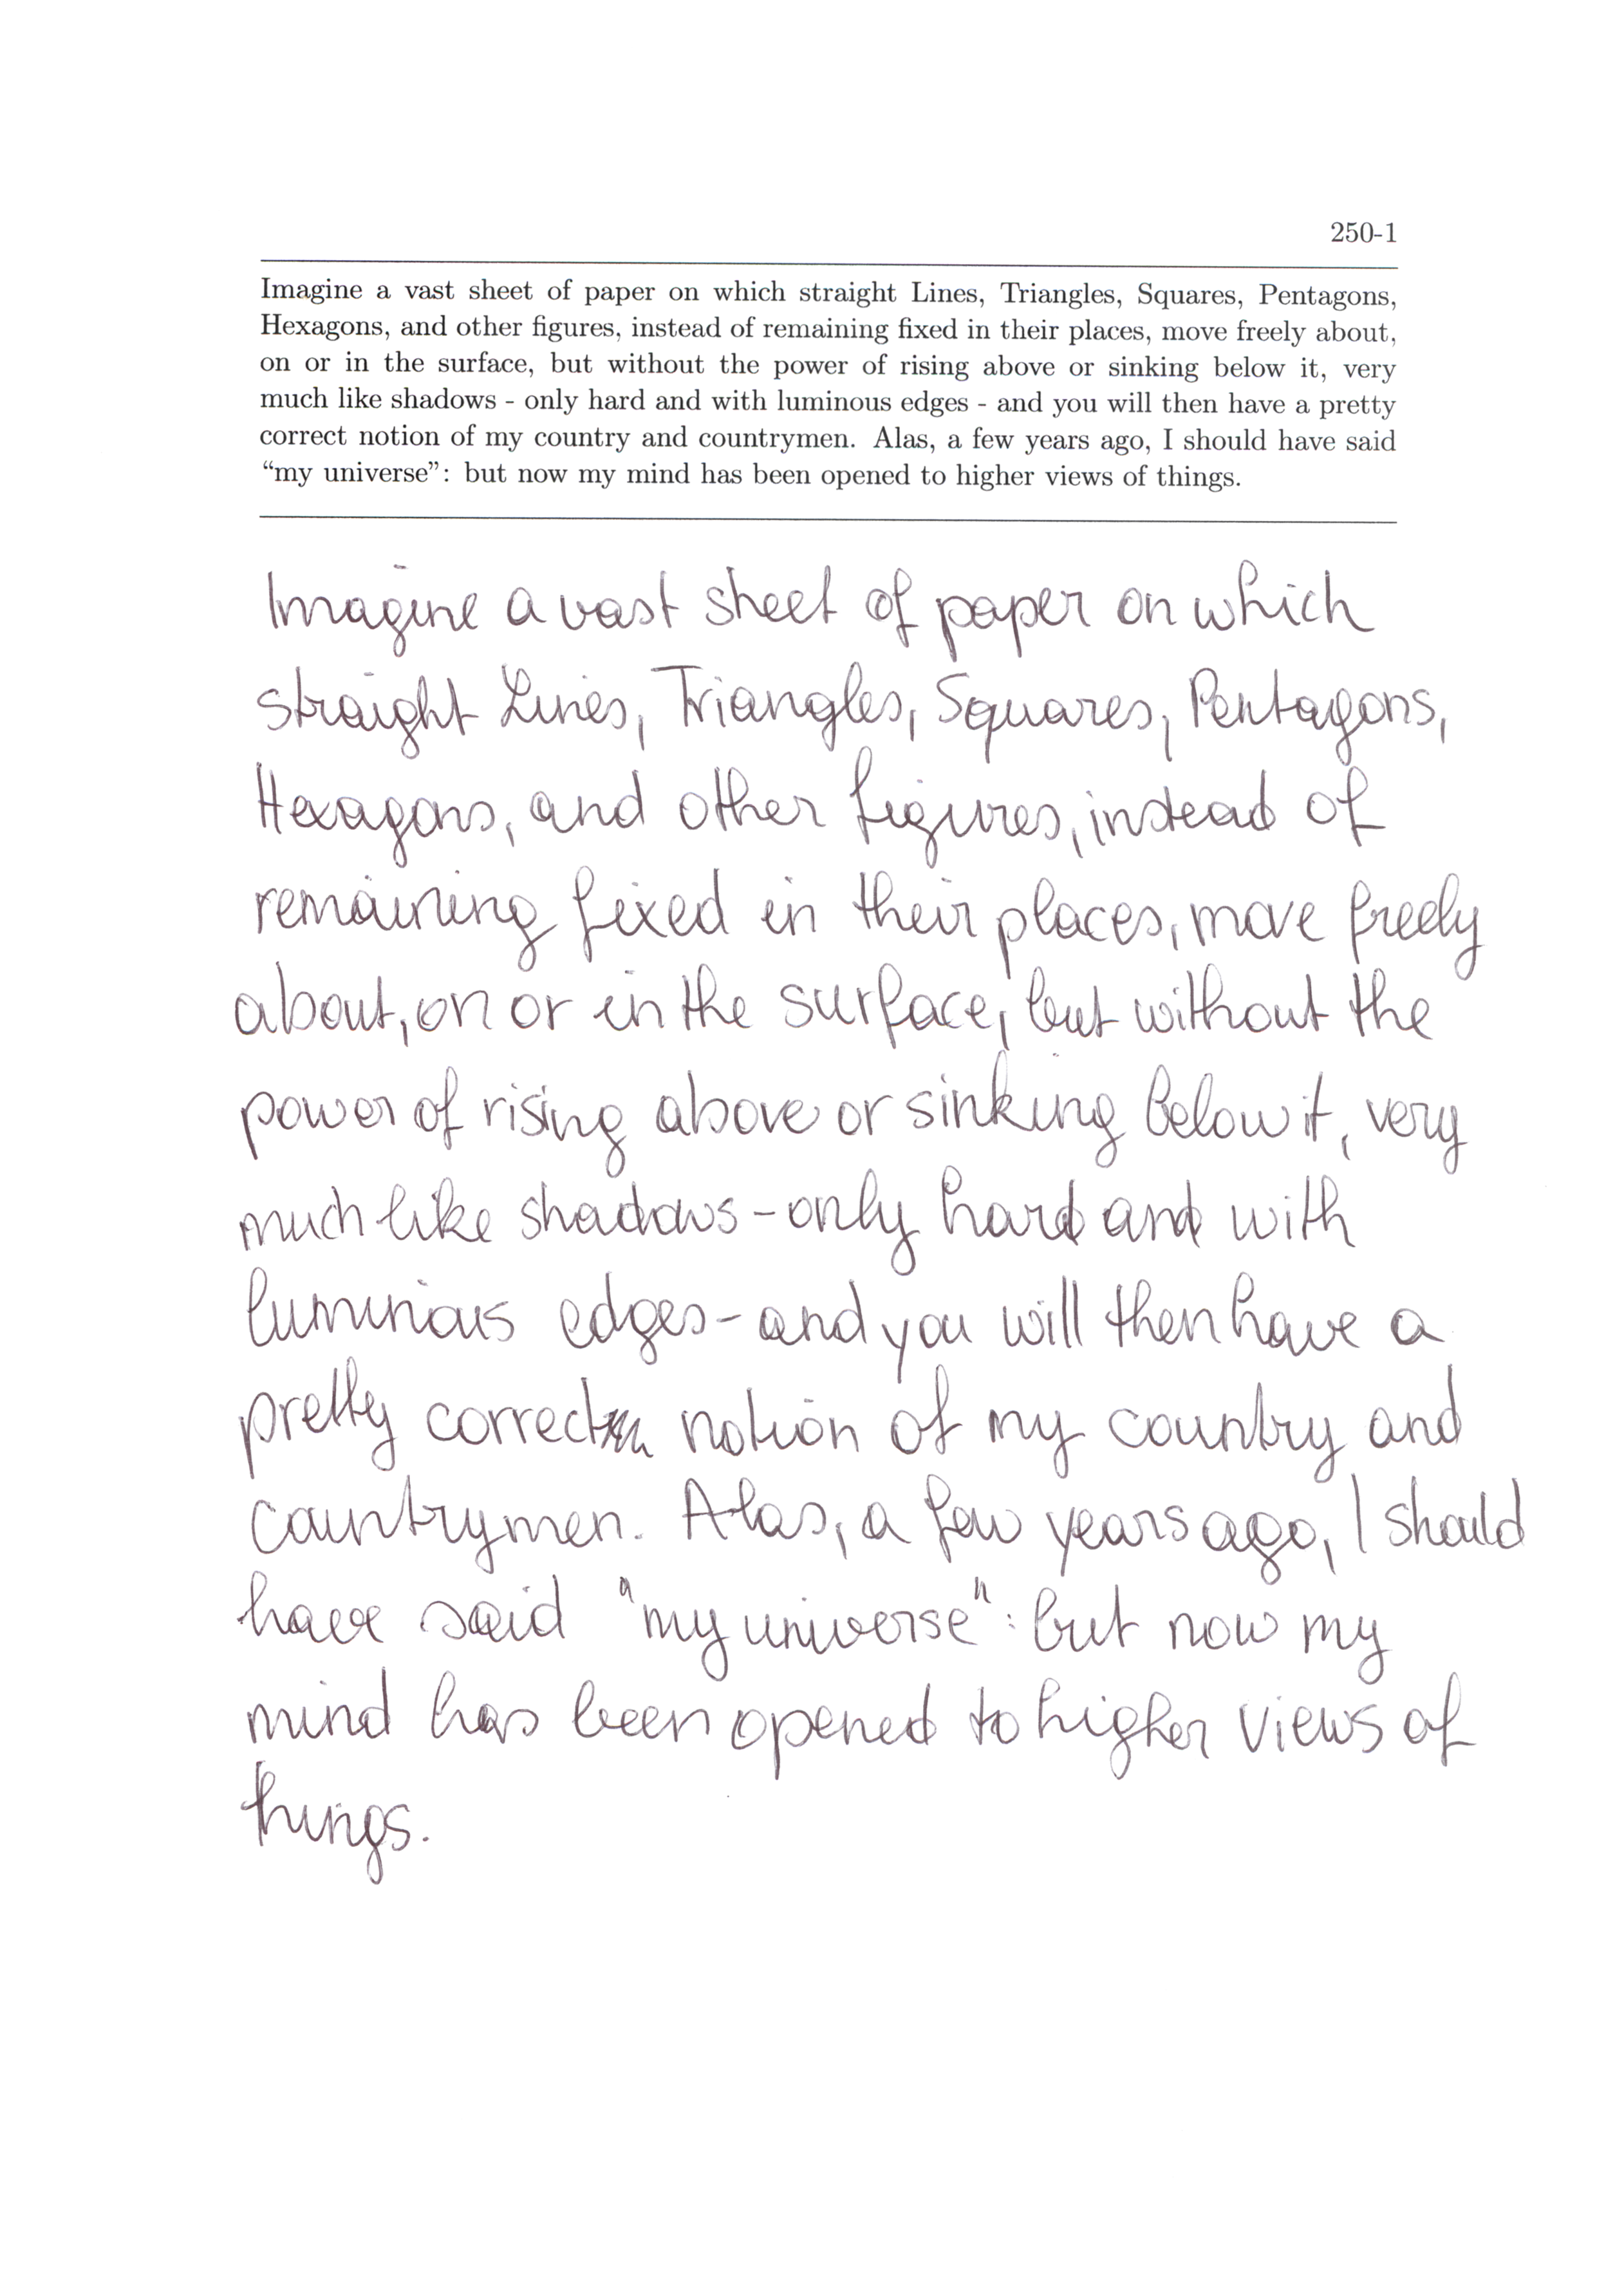 250-1
Imagine a vast sheet of paper on which straight Lines, Triangles, Squares, Pentagons,
Hexagons, and other figures, instead of remaining fixed in their places, move freely about,
on or in the surface, but without the power of rising above or sinking below it, very
much like shadows - only hard and with luminous edges - and you will then have a pretty
correct notion of my country and countrymen. Alas, a few years ago, I should have said
“my universe”: but now my mind has been opened to higher views of things.
Imagine a vast sheet of paper on which
straight Lines, Triangles, Squares, Pentagons,
Hexagons, and other figures, instead of
remaining fixed in their places, move freely
about, on or in the surface, but without the
power of rising above or sinking below it, very
much like shadows - only hard and with
luminious edges - and you will then have a
pretty correct notion of my country and
countrymen. Alas, a few years ago, I should
have said "my universe": but now my
mind has been opened to higher views of
things.